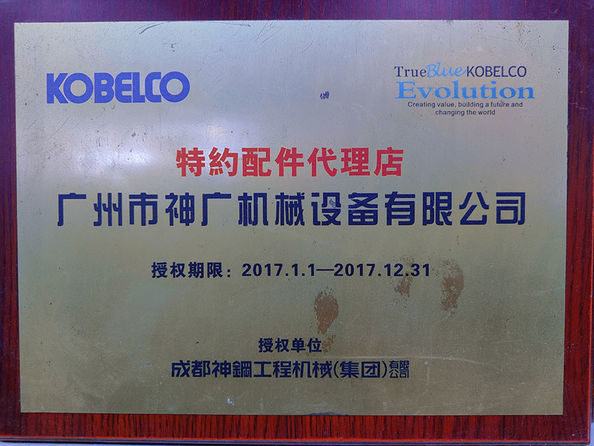 KOBELCO
TrueBlueKOBELCO
Evolution
Creating value, building a future and
changing the world
特約配件代理店
广州市神广机械设备有限公司
授权期限：2017.1.1—2017.12.31
授权单位
成都神鋼工程机械(集团)有限公司